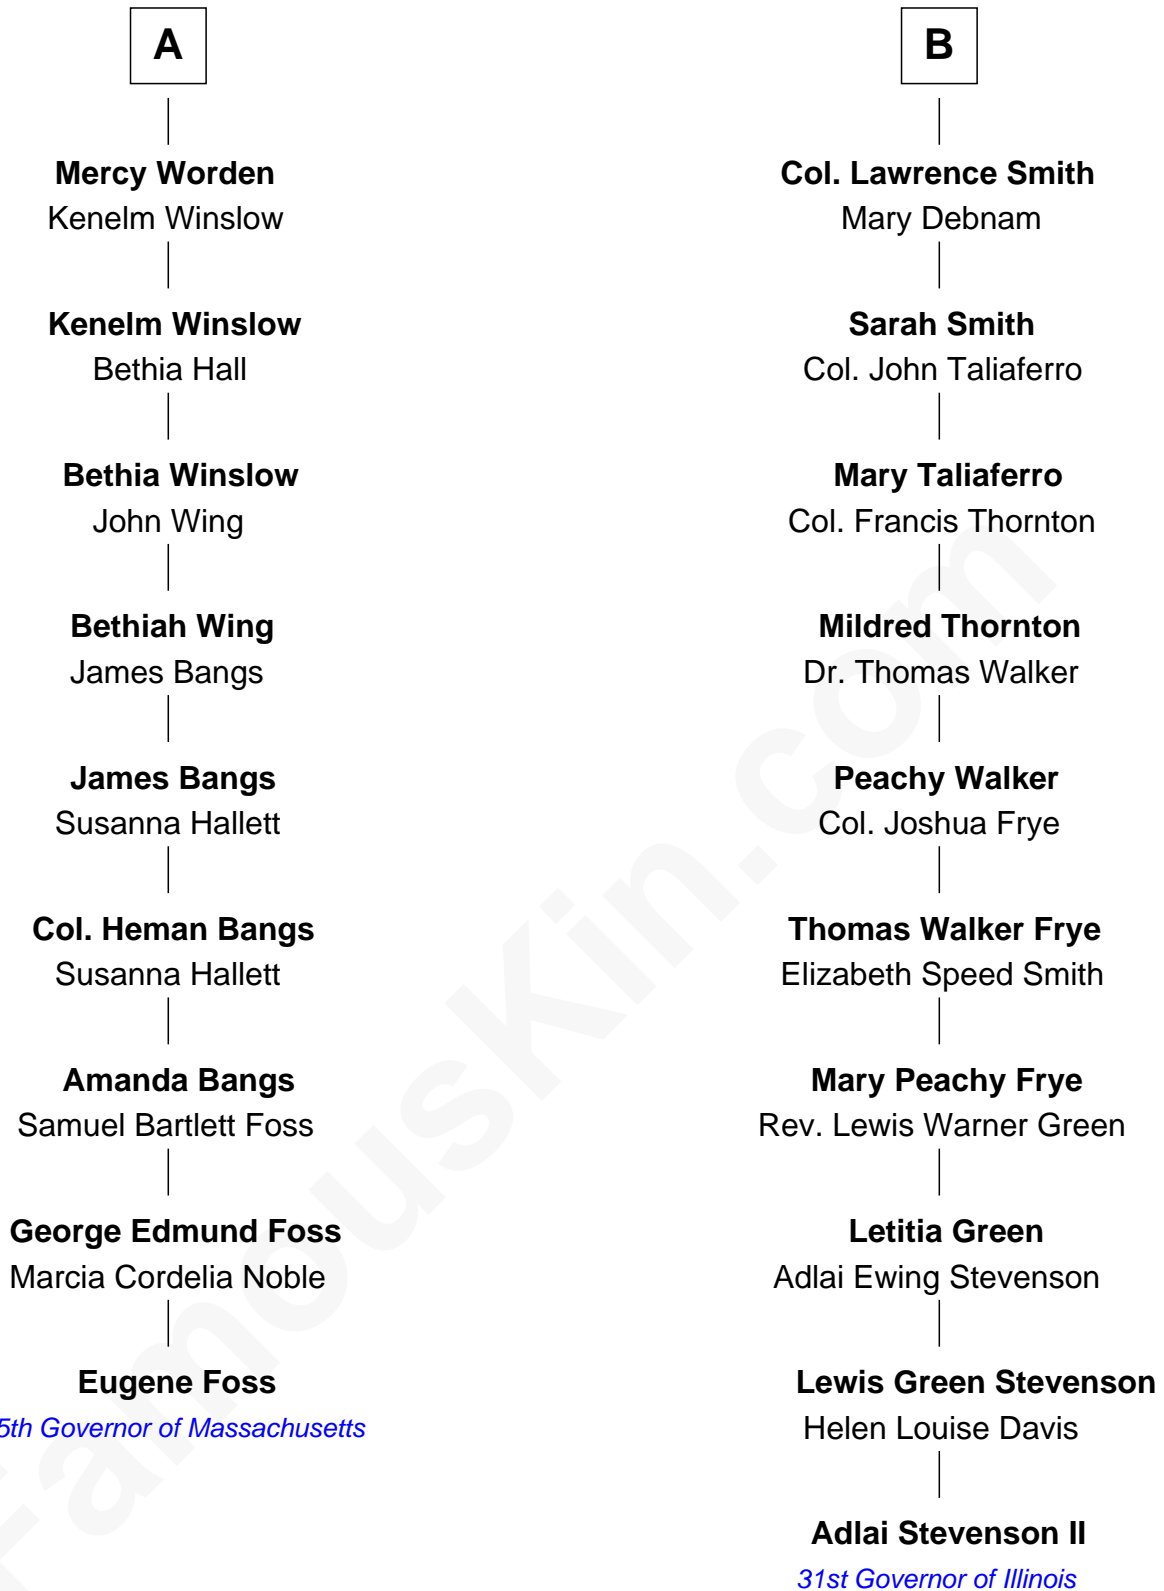 A
Mercy Worden
Kenelm Winslow
Kenelm Winslow
Bethia Hall
Bethia Winslow
John Wing
Bethiah Wing
James Bangs
James Bangs
Susanna Hallett
Col. Heman Bangs
Susanna Hallett
Amanda Bangs
Samuel Bartlett Foss
George Edmund Foss
Marcia Cordelia Noble
Eugene Foss
5th Governor of Massachusetts
B
Col. Lawrence Smith
Mary Debnam
Sarah Smith
Col. John Taliaferro
Mary Taliaferro
Col. Francis Thornton
Mildred Thornton
Dr. Thomas Walker
Peachy Walker
Col. Joshua Frye
Thomas Walker Frye
Elizabeth Speed Smith
Mary Peachy Frye
Rev. Lewis Warner Green
Letitia Green
Adlai Ewing Stevenson
Lewis Green Stevenson
Helen Louise Davis
Adlai Stevenson II
31st Governor of Illinois
FamousKin.com